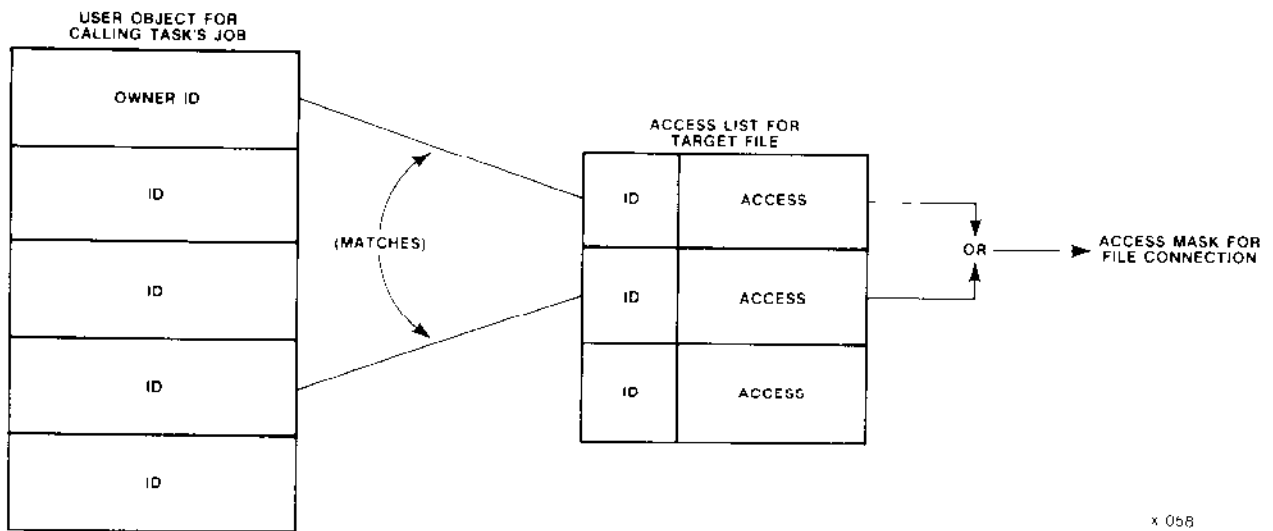 USER OBJECT FOR
CALLING TASK'S JOB
OWNER ID
ID
ID
ID
ID
(MATCHES)
ACCESS LIST FOR
TARGET FILE
ID ACCESS
ID ACCESS
ID ACCESS
OR
ACCESS MASK FOR
FILE CONNECTION
x 058